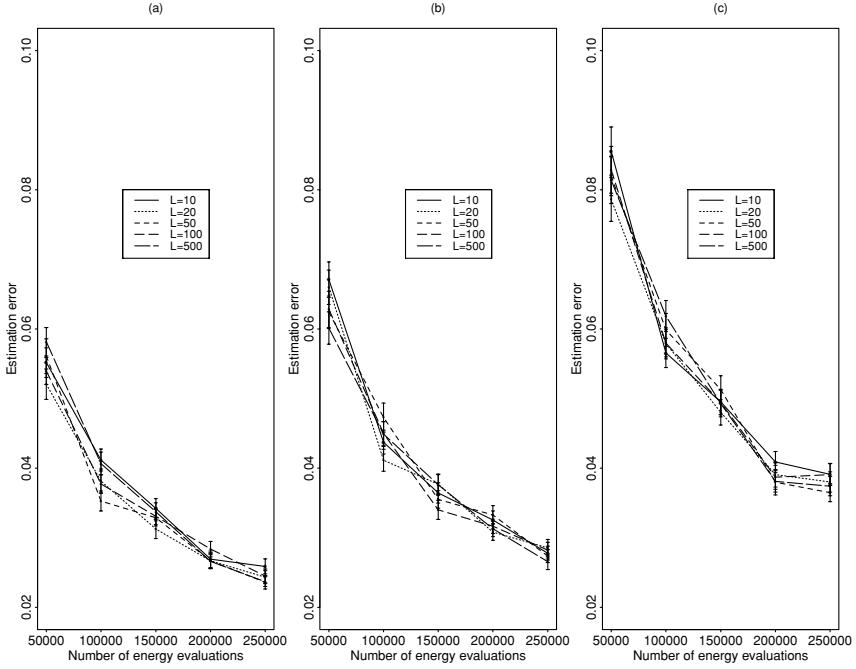 (a)
Estimation error
0.10
0.08
0.06
0.04
0.02
L=10
L=20
L=50
L=100
L=500
50000 100000 150000 200000 250000
Number of energy evaluations
(b)
Estimation error
0.10
0.08
0.06
0.04
0.02
L=10
L=20
L=50
L=100
L=500
50000 100000 150000 200000 250000
Number of energy evaluations
(c)
Estimation error
0.10
0.08
0.06
0.04
0.02
L=10
L=20
L=50
L=100
L=500
50000 100000 150000 200000 250000
Number of energy evaluations